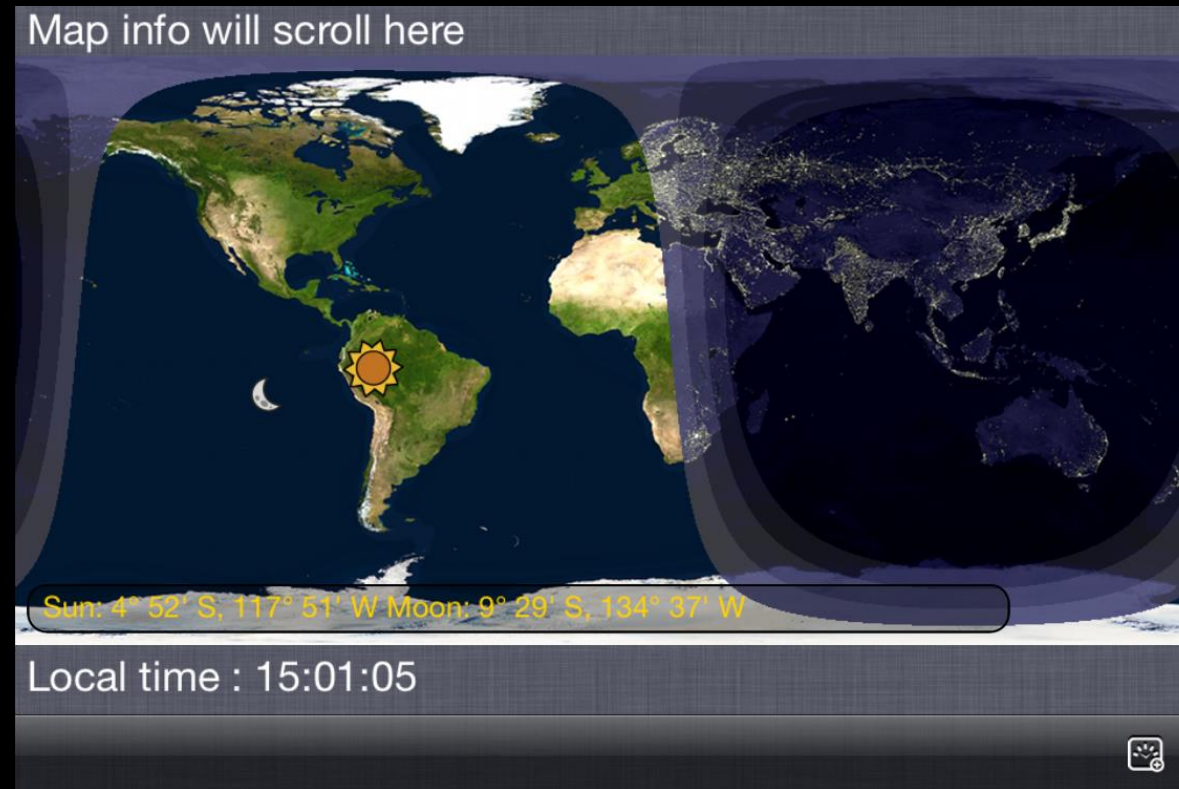 Map info will scroll here
Sun: 4° 52' S, 117° 51' W Moon: 9° 29' S, 134° 37' W
Local time : 15:01:05